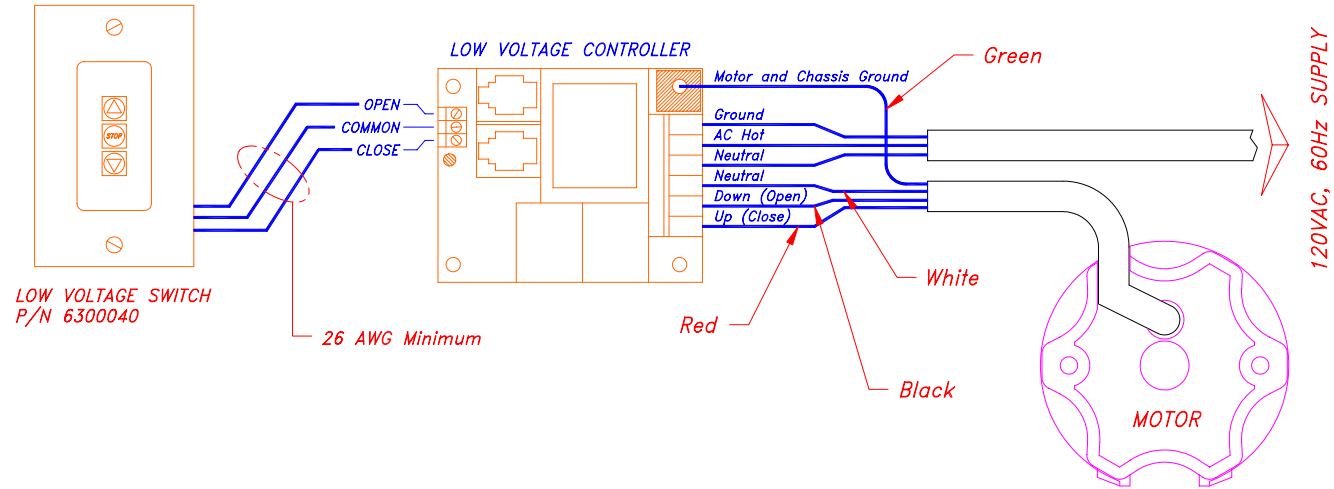 LOW VOLTAGE CONTROLLER
OPEN
COMMON
CLOSE
STOP
LOW VOLTAGE SWITCH
P/N 6300040
26 AWG Minimum
Motor and Chassis Ground
Ground
AC Hot
Neutral
Neutral
Down (Open)
Up (Close)
Green
White
Red
Black
MOTOR
120VAC, 60Hz SUPPLY